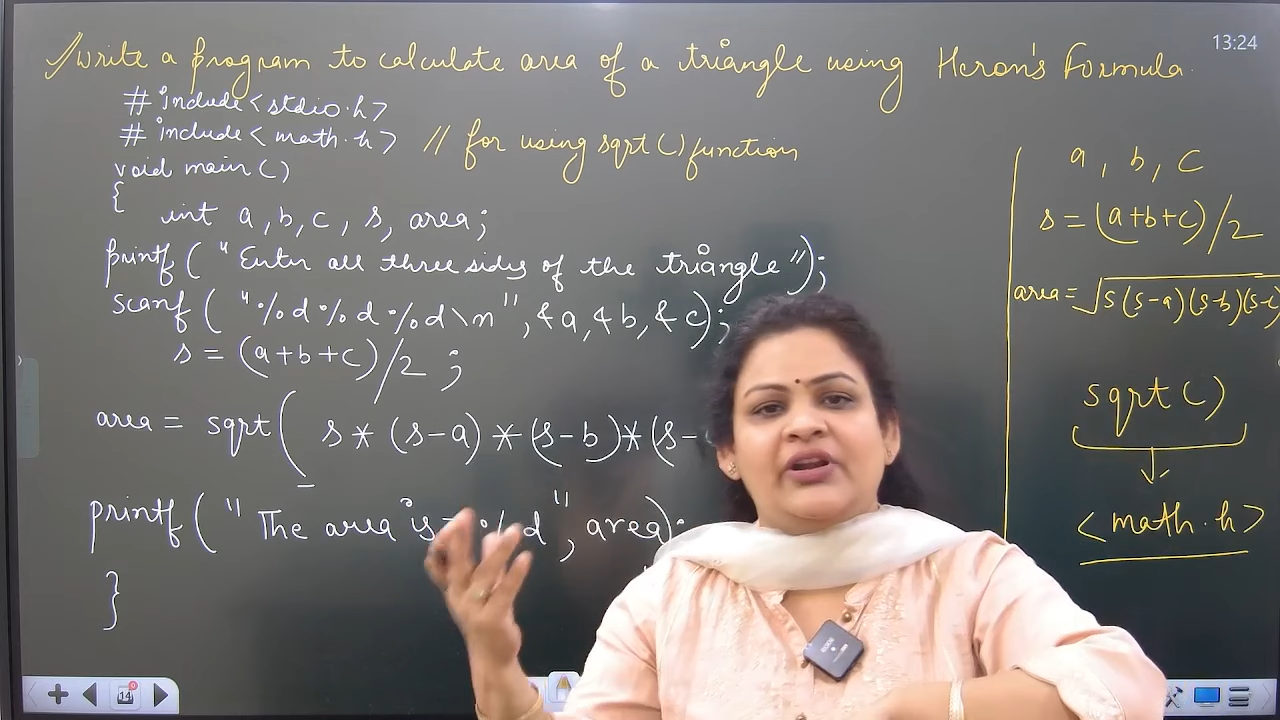 Write a program to calculate area of a triangle using Heron's Formula.
13:24
# include <stdio.h>
# include <math.h> // for using sqrt() function
void main()
{
int a, b, c, s, area;
printf("Enter all three sides of the triangle");
scanf("%d%d%d\n", &a, &b, &c);
s = (a+b+c)/2;
area = sqrt( s * (s-a) * (s-b) * (s-
printf("The area is %d", area);
}
a, b, c
s = (a+b+c)/2
area = √s(s-a)(s-b)(s-c
sqrt()
<math.h>
14